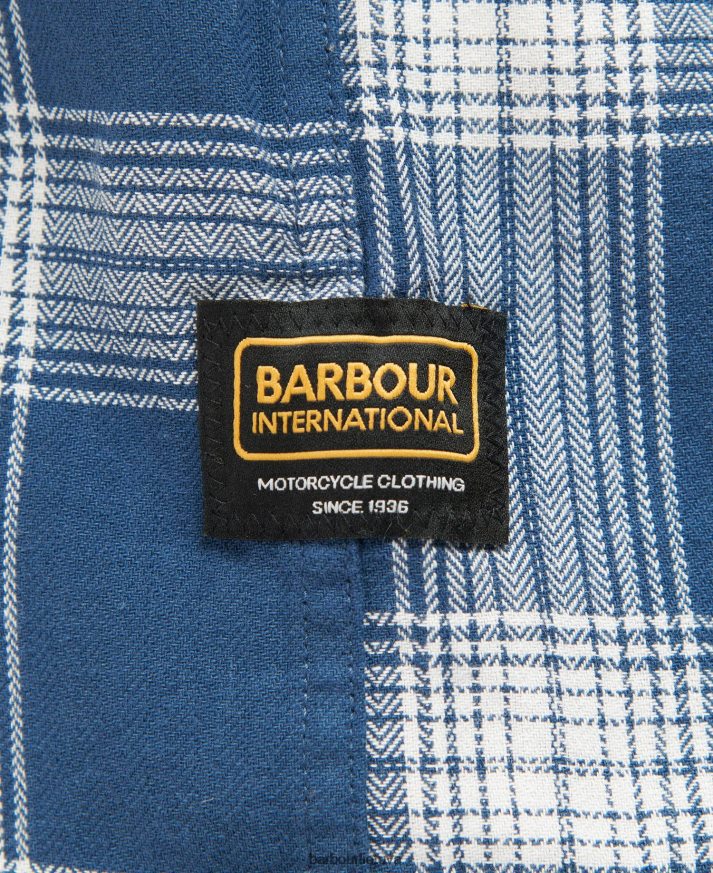 BARBOUR
INTERNATIONAL
MOTORCYCLE CLOTHING
SINCE 1936